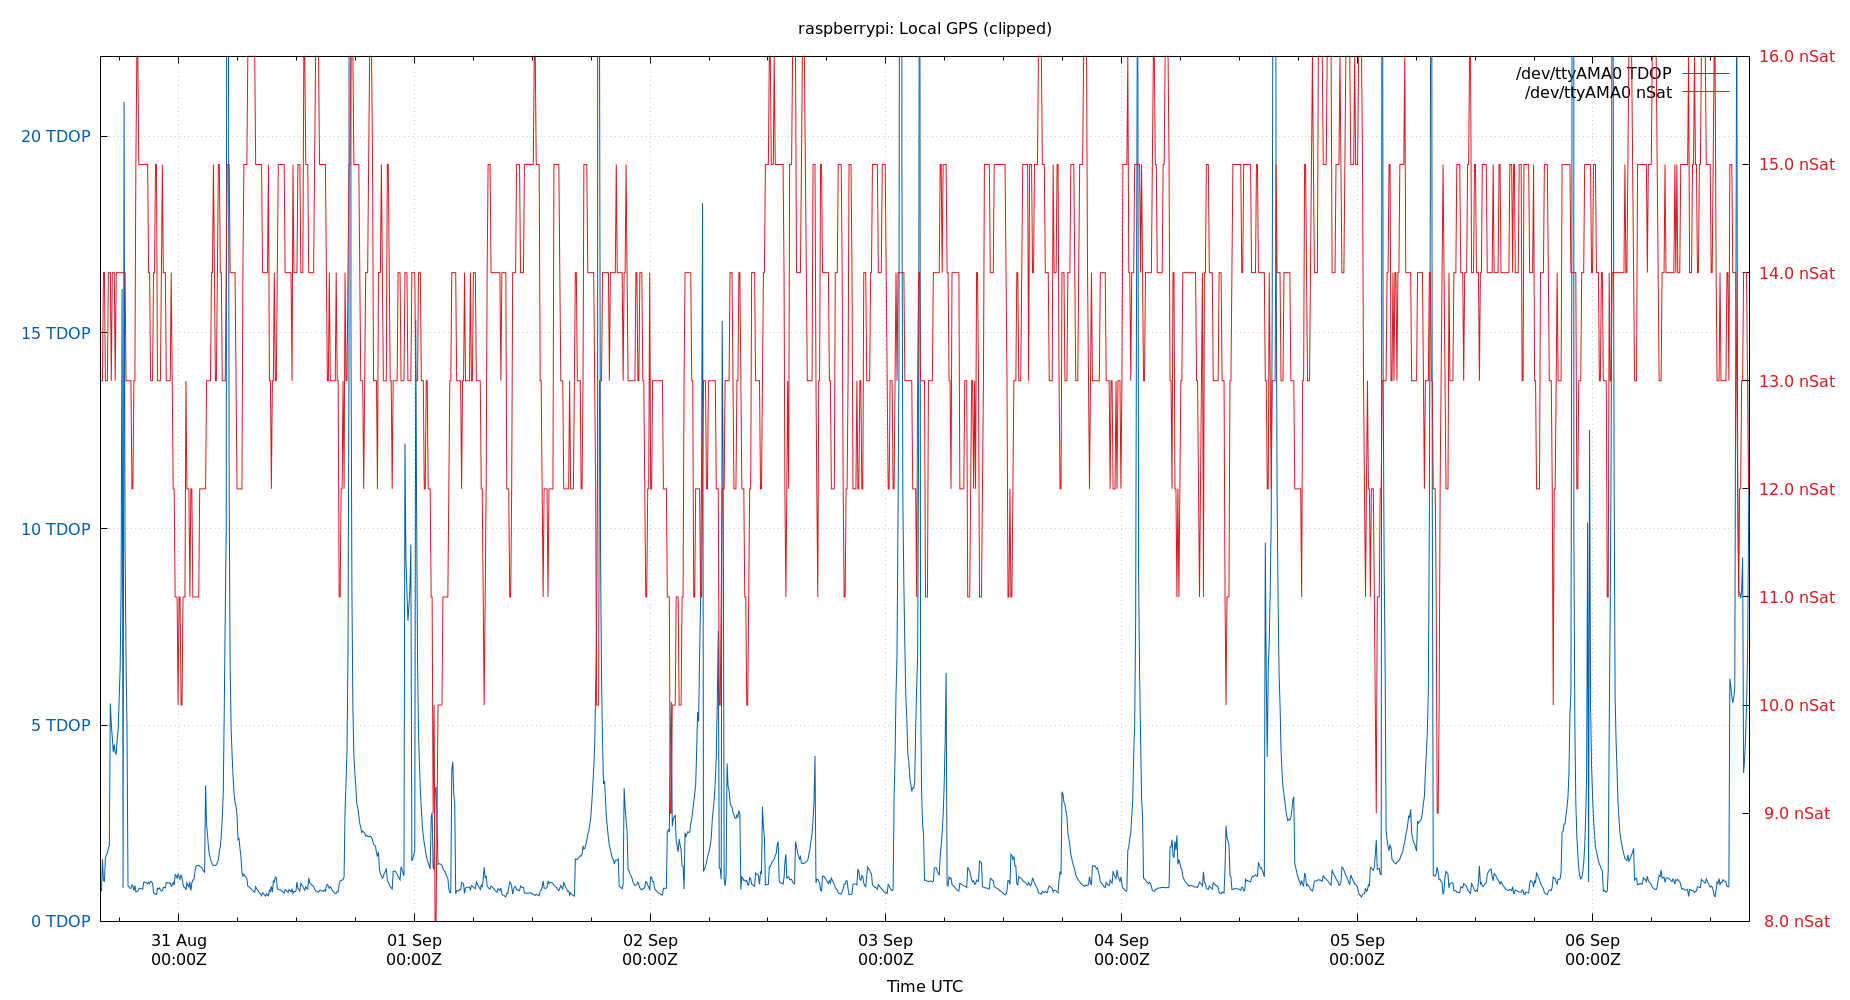 raspberrypi: Local GPS (clipped)
/dev/ttyAMA0 TDOP
/dev/ttyAMA0 nSat
20 TDOP
15 TDOP
10 TDOP
5 TDOP
0 TDOP
16.0 nSat
15.0 nSat
14.0 nSat
13.0 nSat
12.0 nSat
11.0 nSat
10.0 nSat
9.0 nSat
8.0 nSat
31 Aug
00:00Z
01 Sep
00:00Z
02 Sep
00:00Z
03 Sep
00:00Z
04 Sep
00:00Z
05 Sep
00:00Z
06 Sep
00:00Z
Time UTC